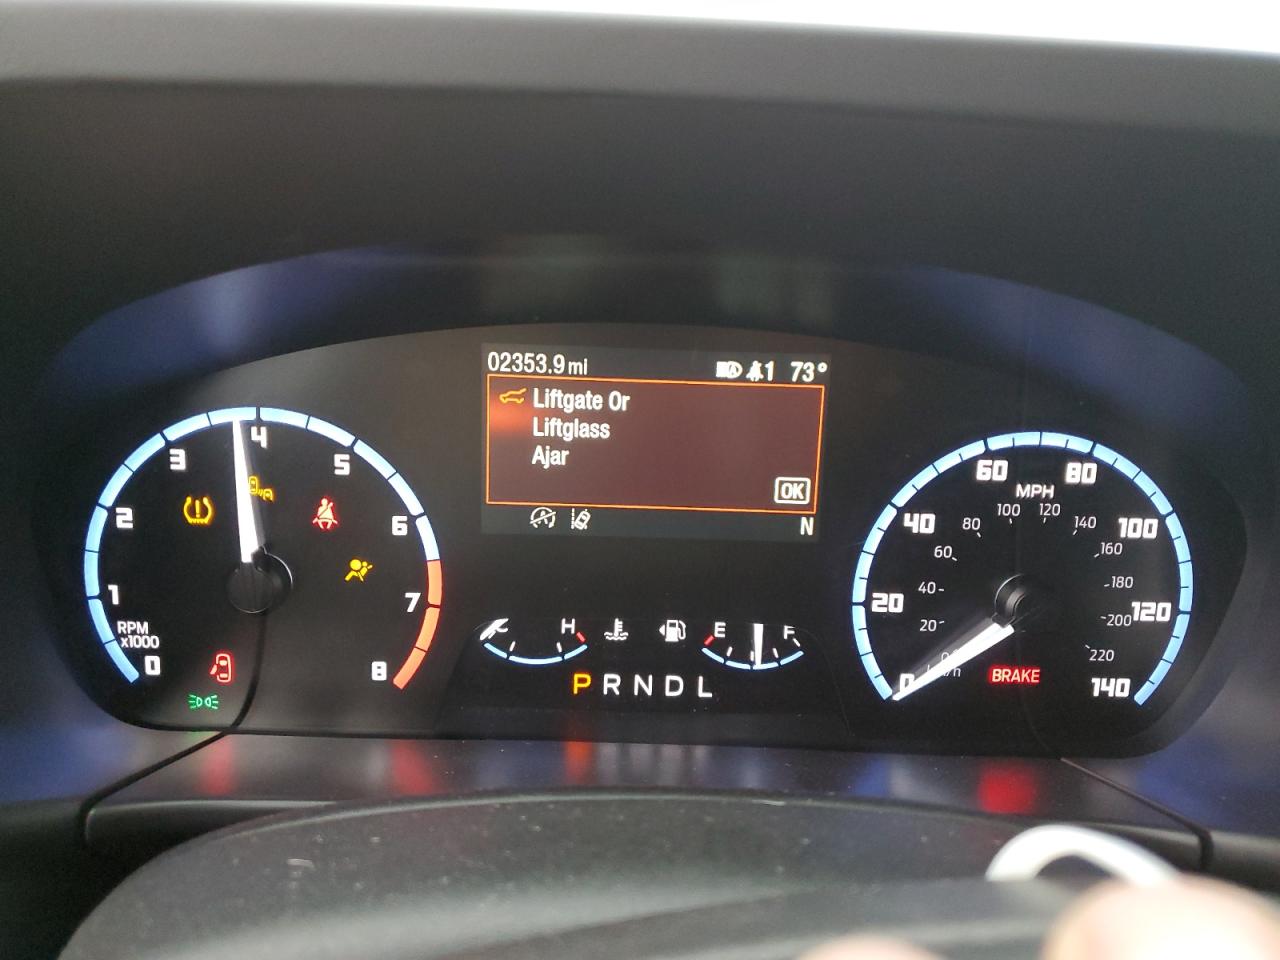 02353.9 mi 1 73°
Liftgate Or
Liftglass
Ajar
OK
N
0 1 2 3 4 5 6 7 8
RPM
x1000
H
E F
P R N D L
0 20 40 60 80 100 120 140
MPH
20 40 60 80 100 120 140 160 180 200 220
BRAKE